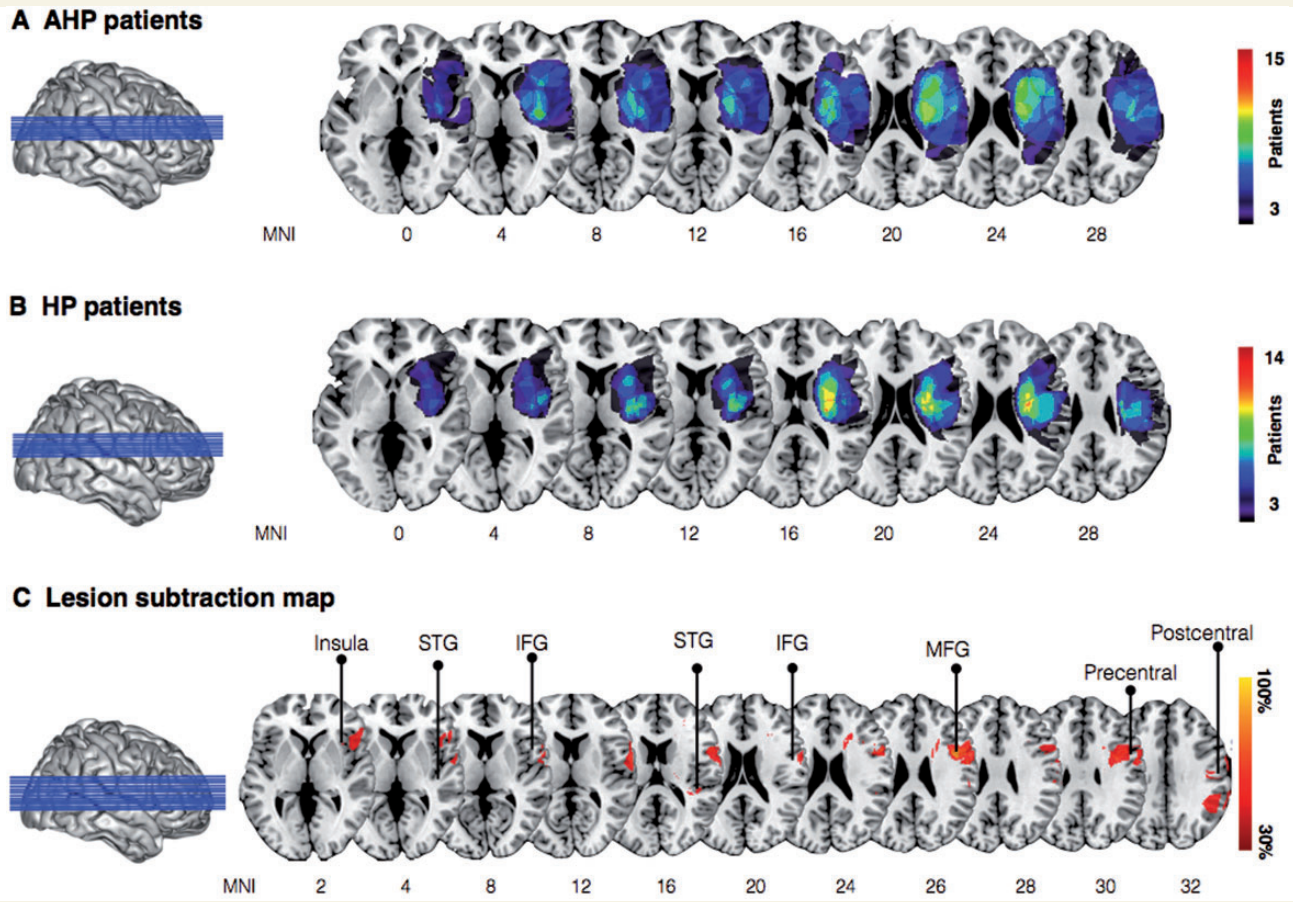 A AHP patients
15
Patients
3
MNI 0 4 8 12 16 20 24 28
B HP patients
14
Patients
3
MNI 0 4 8 12 16 20 24 28
C Lesion subtraction map
Insula STG IFG STG IFG MFG Precentral Postcentral
100%
30%
MNI 2 4 8 12 16 20 24 26 28 30 32